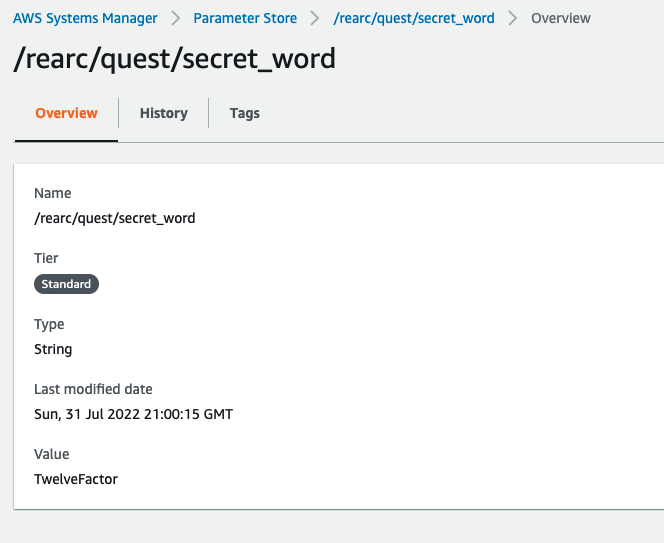 AWS Systems Manager > Parameter Store > /rearc/quest/secret_word > Overview
/rearc/quest/secret_word
Overview History Tags
Name
/rearc/quest/secret_word
Tier
Standard
Type
String
Last modified date
Sun, 31 Jul 2022 21:00:15 GMT
Value
TwelveFactor